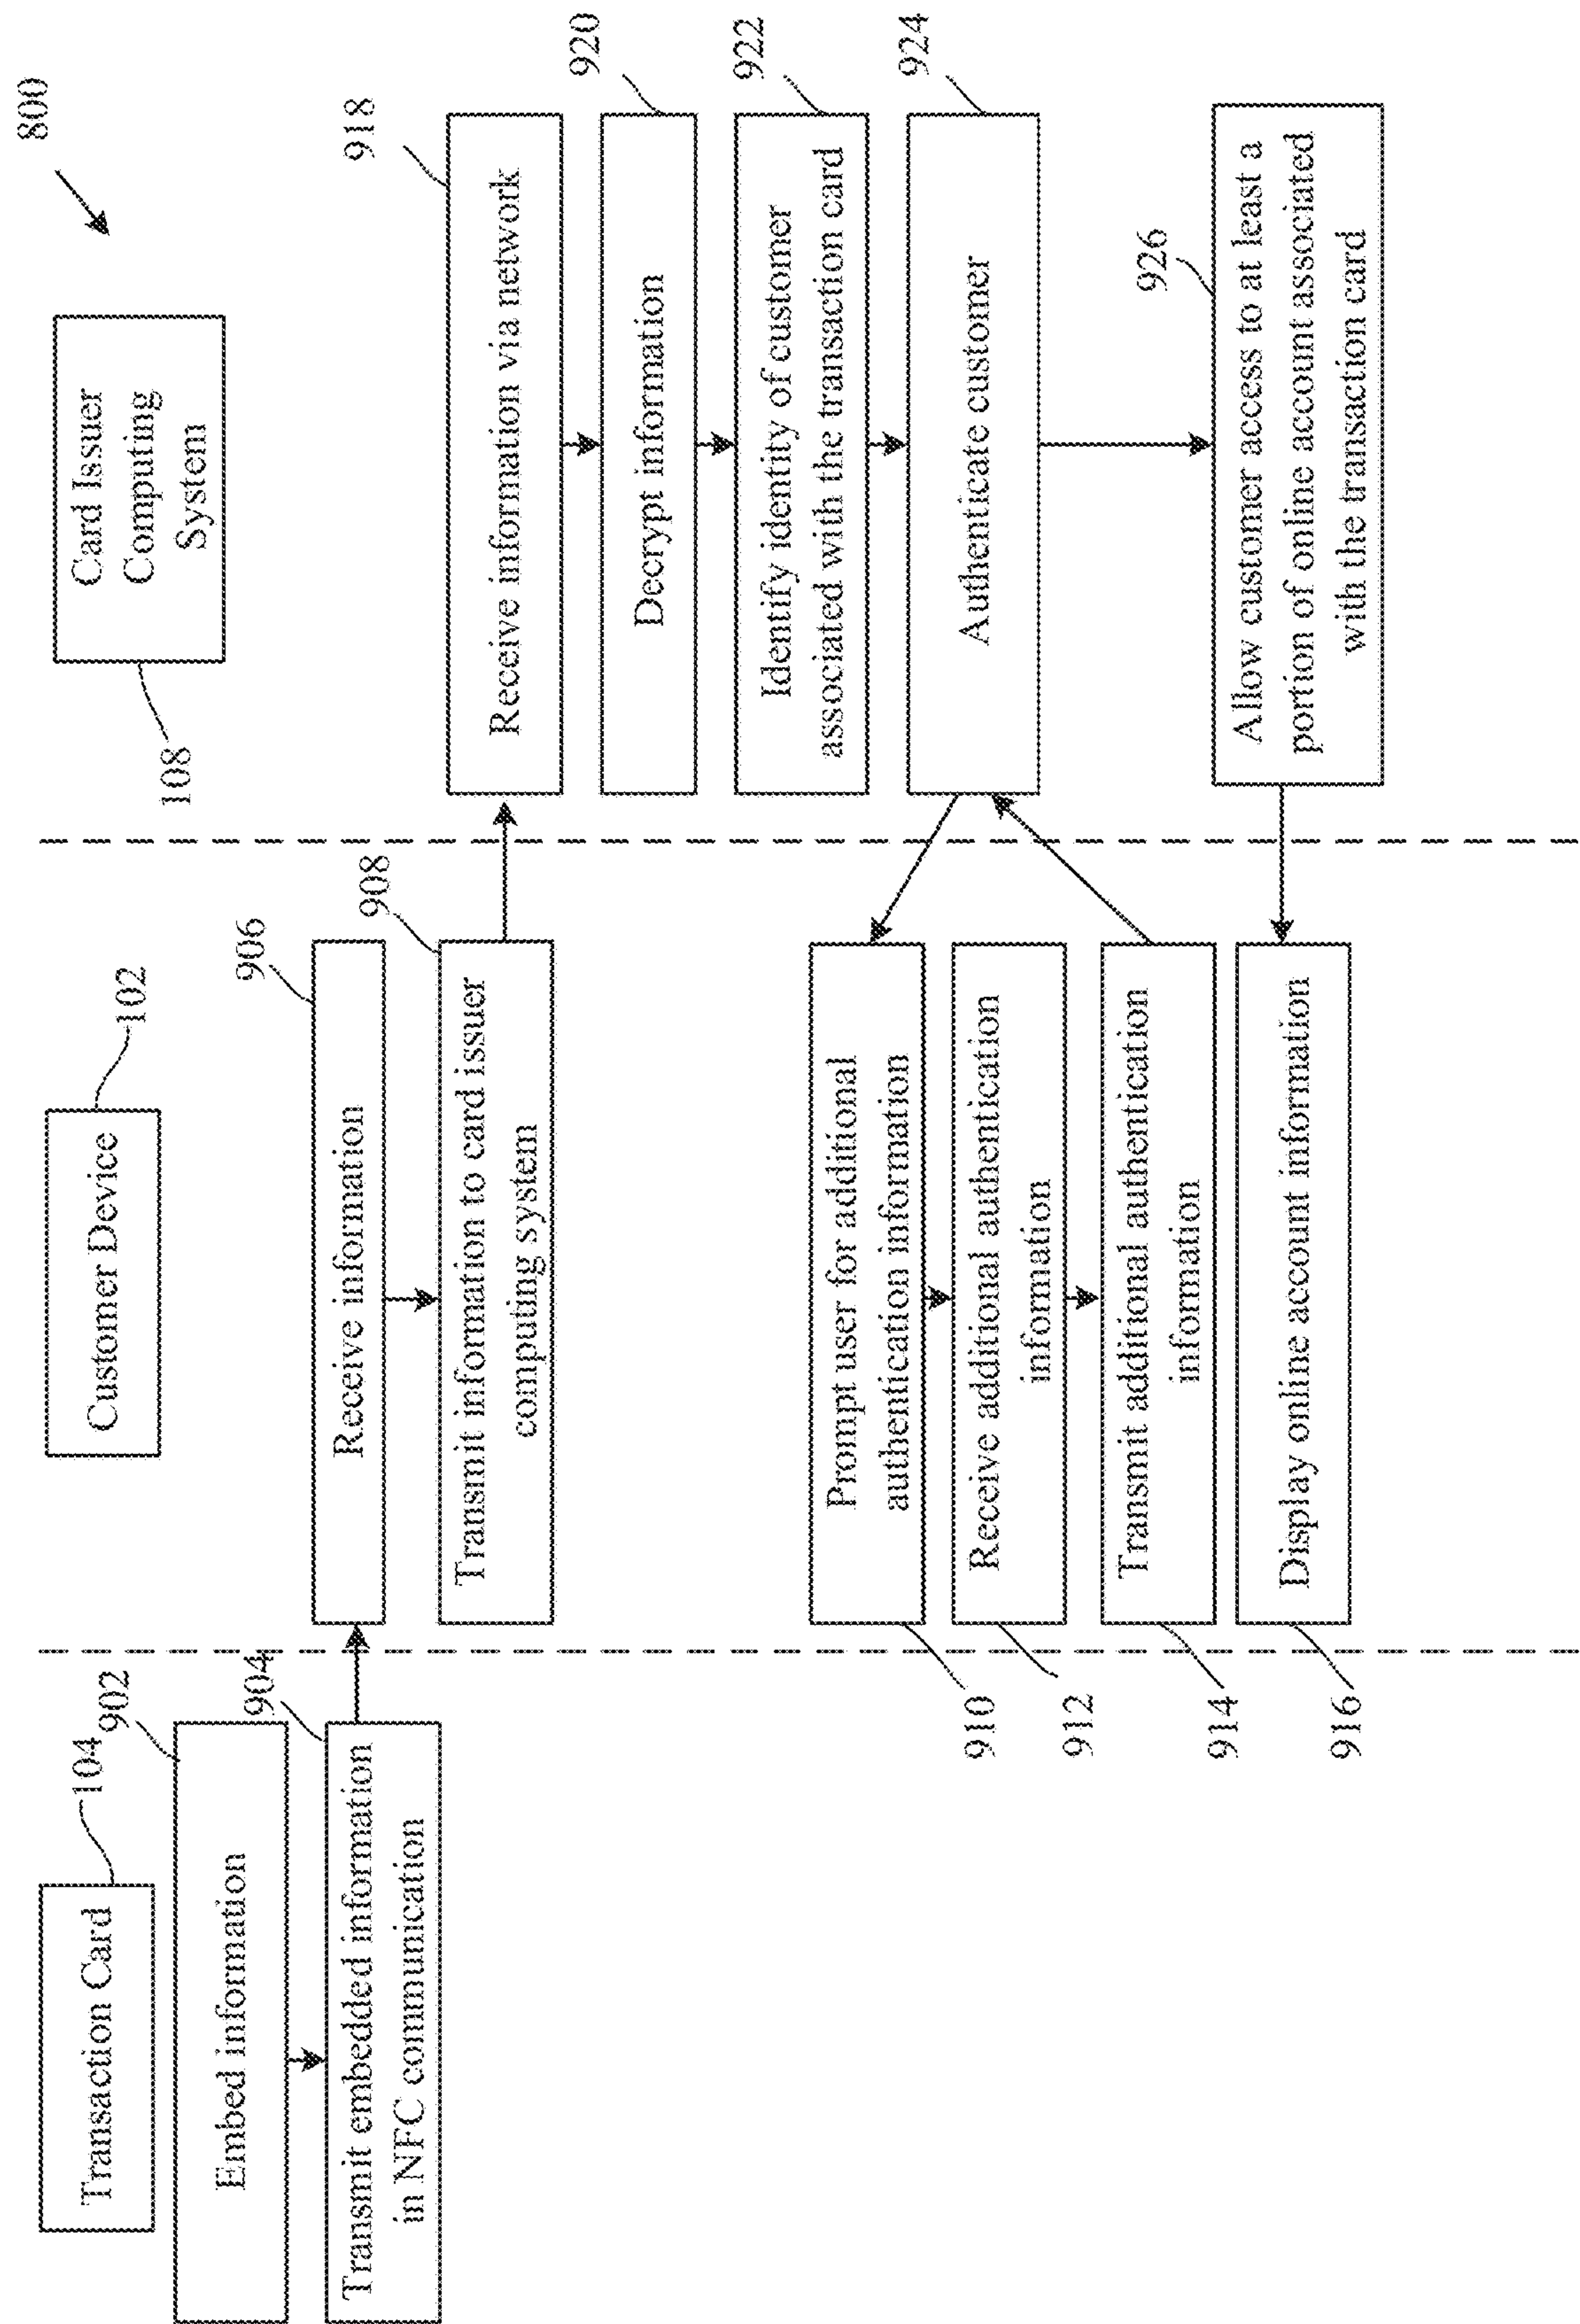 800
Transaction Card
104
Customer Device
102
Card Issuer
Computing
System
108
902
Embed information
904
Transmit embedded information
in NFC communication
906
Receive information
908
Transmit information to card issuer
computing system
918
Receive information via network
920
Decrypt information
922
Identify identity of customer
associated with the transaction card
924
Authenticate customer
910
Prompt user for additional
authentication information
912
Receive additional authentication
information
914
Transmit additional authentication
information
926
Allow customer access to at least a
portion of online account associated
with the transaction card
916
Display online account information